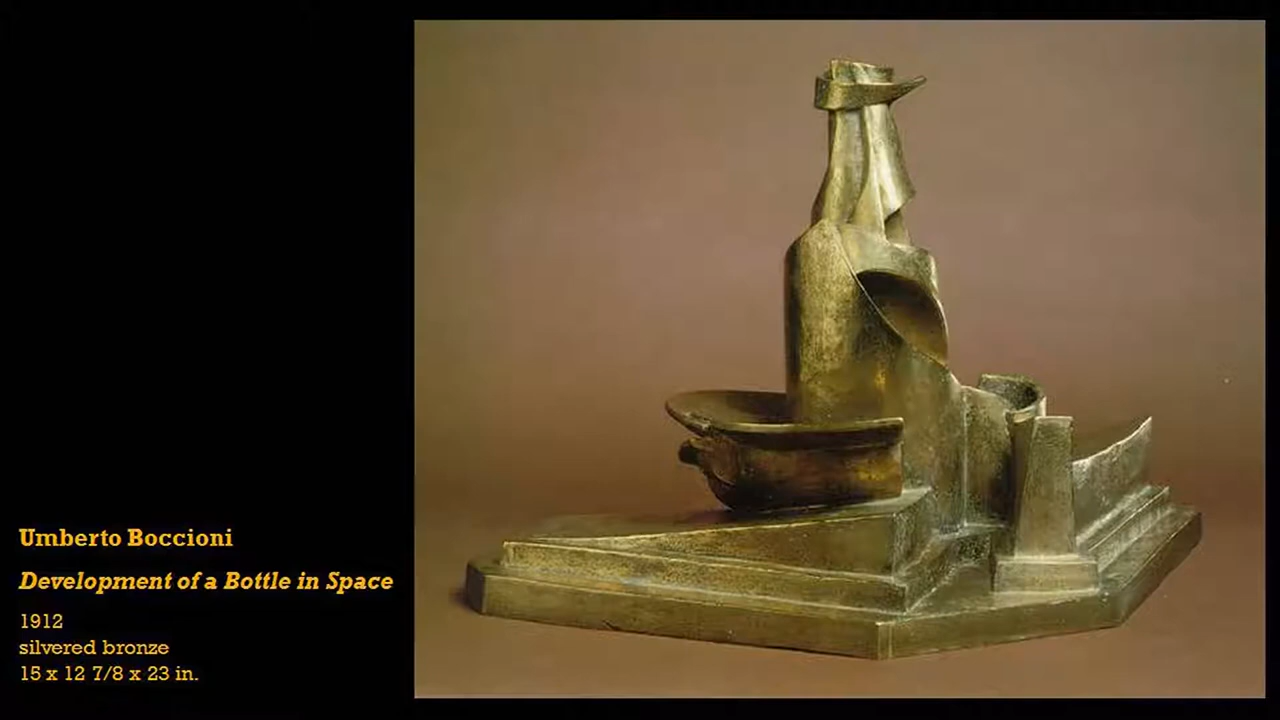 Umberto Boccioni
Development of a Bottle in Space
1912
silvered bronze
15 x 12 7/8 x 23 in.